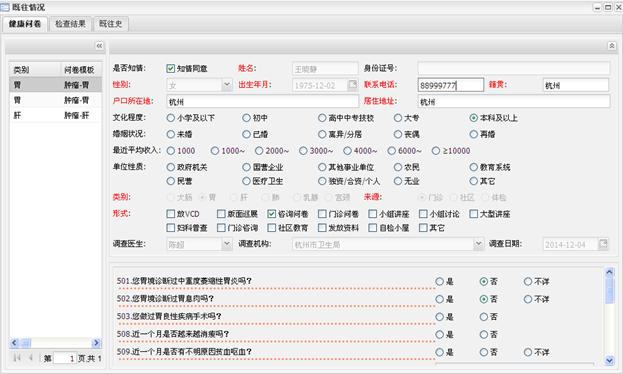 既往情况
健康问卷 检查结果 既往史
类别 问卷模板
胃 肿瘤-胃
胃 肿瘤-胃
肝 肿瘤-肝
第 1 页,共 1
是否知情: 知情同意 姓名: 王晓静 身份证号:
性别: 女 出生年月: 1975-12-02 联系电话: 88999777 籍贯: 杭州
户口所在地: 杭州 居住地址: 杭州
文化程度: 小学及以下 初中 高中中专技校 大专 本科及以上
婚姻状况: 未婚 已婚 离异/分居 丧偶 再婚
最近平均收入: 1000 1000~ 2000~ 3000~ 4000~ 6000~ ≥10000
单位性质: 政府机关 国营企业 其他事业单位 农民 教育系统
民营 医疗卫生 独资/合资/个人 无业 其它
类别: 大肠 胃 肝 肺 乳腺 宫颈 来源: 门诊 社区 体检
形式: 放VCD 版面巡展 咨询问卷 门诊问卷 小组讲座 小组讨论 大型讲座
妇科普查 门诊咨询 社区教育 发放资料 自检小屋 其它
调查医生: 陈超 调查机构: 杭州市卫生局 调查日期: 2014-12-04
501.您胃境诊断过中重度萎缩性胃炎吗? 是 否 不详
502.您胃境诊断过胃息肉吗? 是 否 不详
503.您做过胃良性疾病手术吗? 是 否
508.近一个月是否越来越消瘦吗? 是 否
509.近一个月是否有不明原因贫血呕血? 是 否 不详